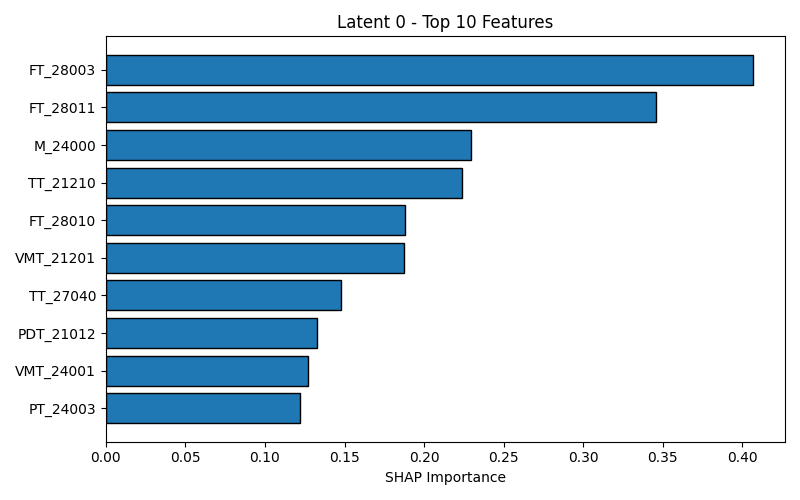 Latent 0 - Top 10 Features
FT_28003
FT_28011
M_24000
TT_21210
FT_28010
VMT_21201
TT_27040
PDT_21012
VMT_24001
PT_24003
0.00 0.05 0.10 0.15 0.20 0.25 0.30 0.35 0.40
SHAP Importance